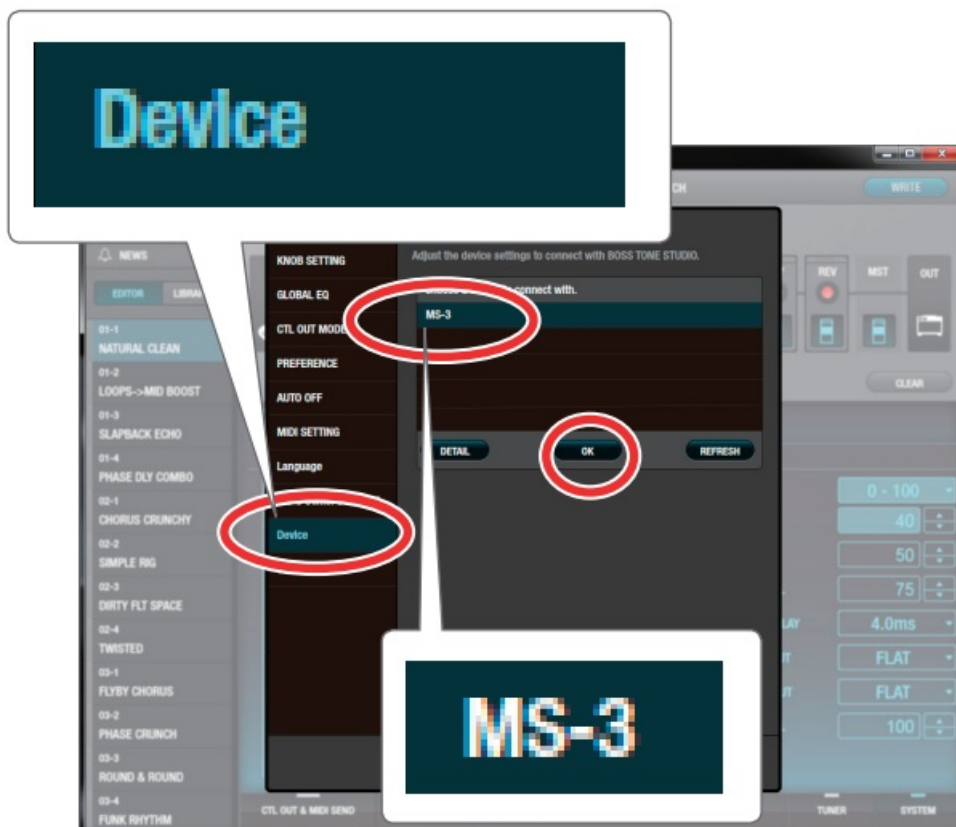 Device
CH
WRITE
NEWS
KNOB SETTING
Adjust the device settings to connect with BOSS TONE STUDIO.
REV
MST
OUT
EDITOR
GLOBAL EQ
connect with.
MS-3
01-1
NATURAL CLEAN
CTL OUT MODE
01-2
LOOPS->MID BOOST
PREFERENCE
CLEAR
AUTO OFF
01-3
SLAPBACK ECHO
MIDI SETTING
DETAIL
OK
REFRESH
01-4
PHASE DLY COMBO
Language
0 - 100
02-1
CHORUS CRUNCHY
40
Device
02-2
SIMPLE RIG
50
02-3
DIRTY FLT SPACE
75
02-4
TWISTED
4.0ms
FLAT
03-1
FLYBY CHORUS
FLAT
03-2
PHASE CRUNCH
100
MS-3
03-3
ROUND & ROUND
03-4
FUNK RHYTHM
CTL OUT & MIDI SEND
TUNER
SYSTEM